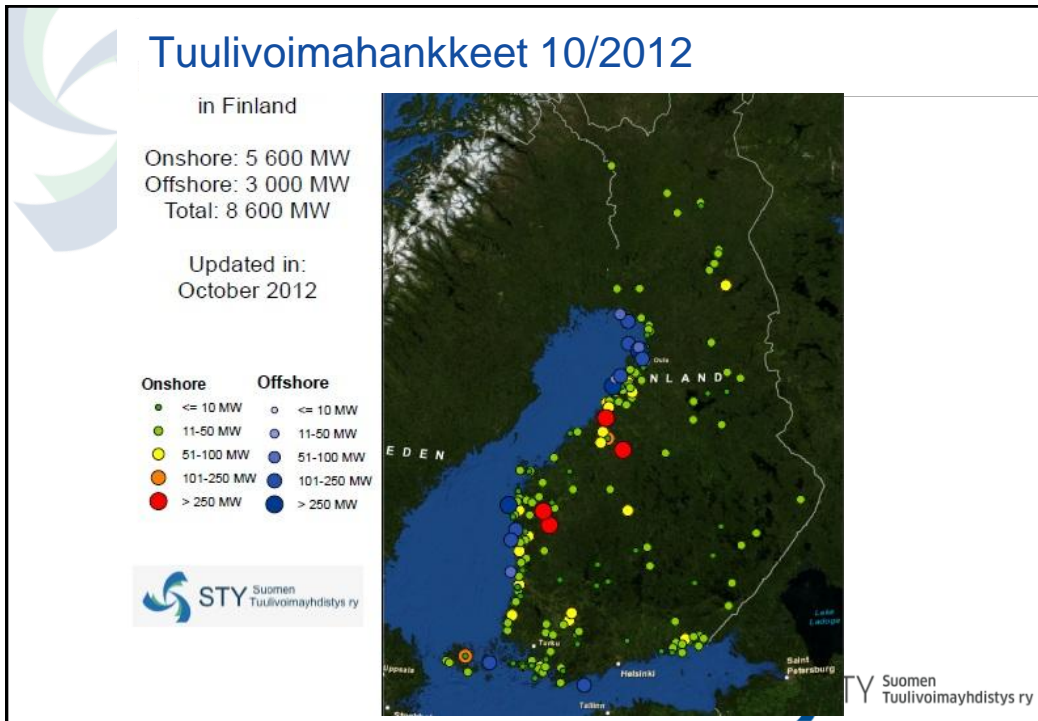 Tuulivoimahankkeet 10/2012
in Finland
Onshore: 5 600 MW
Offshore: 3 000 MW
Total: 8 600 MW
Updated in:
October 2012
Onshore Offshore
<= 10 MW <= 10 MW
11-50 MW 11-50 MW
51-100 MW 51-100 MW
101-250 MW 101-250 MW
> 250 MW > 250 MW
STY Suomen
Tuulivoimayhdistys ry
Oulu
NLAND
EDEN
Turku
Helsinki
Uppsala
Tallinn
Lake
Ladoga
Saint
Petersburg
TY Suomen
Tuulivoimayhdistys ry